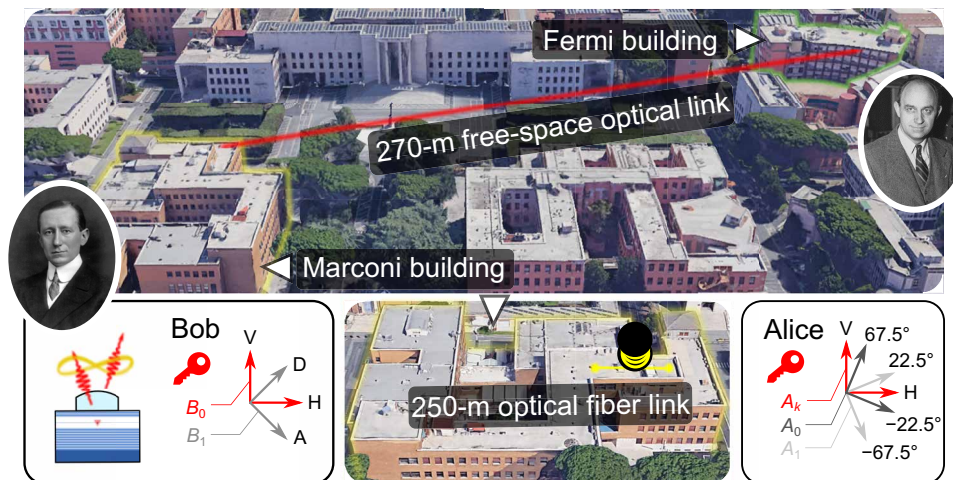 Fermi building
270-m free-space optical link
Marconi building
Bob
V
D
H
A
B0
B1
250-m optical fiber link
Alice
V
67.5°
22.5°
H
−22.5°
−67.5°
Ak
A0
A1